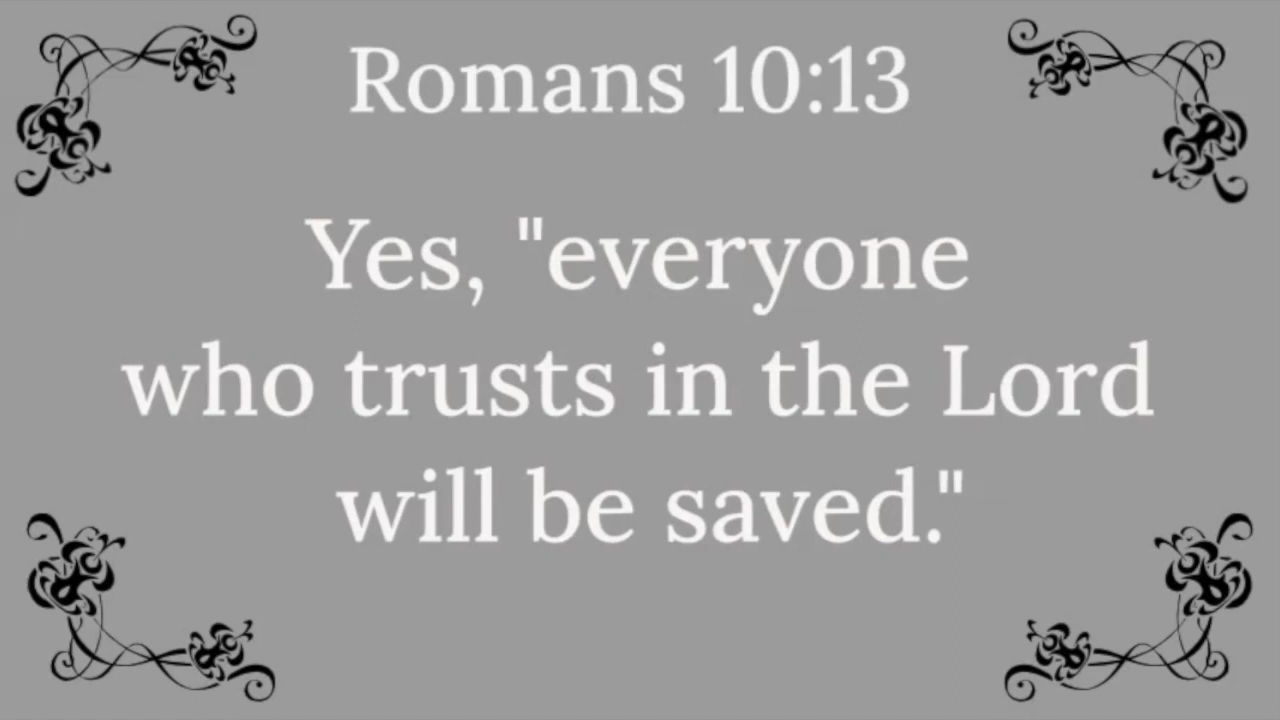 Romans 10:13
Yes, "everyone
who trusts in the Lord
will be saved."